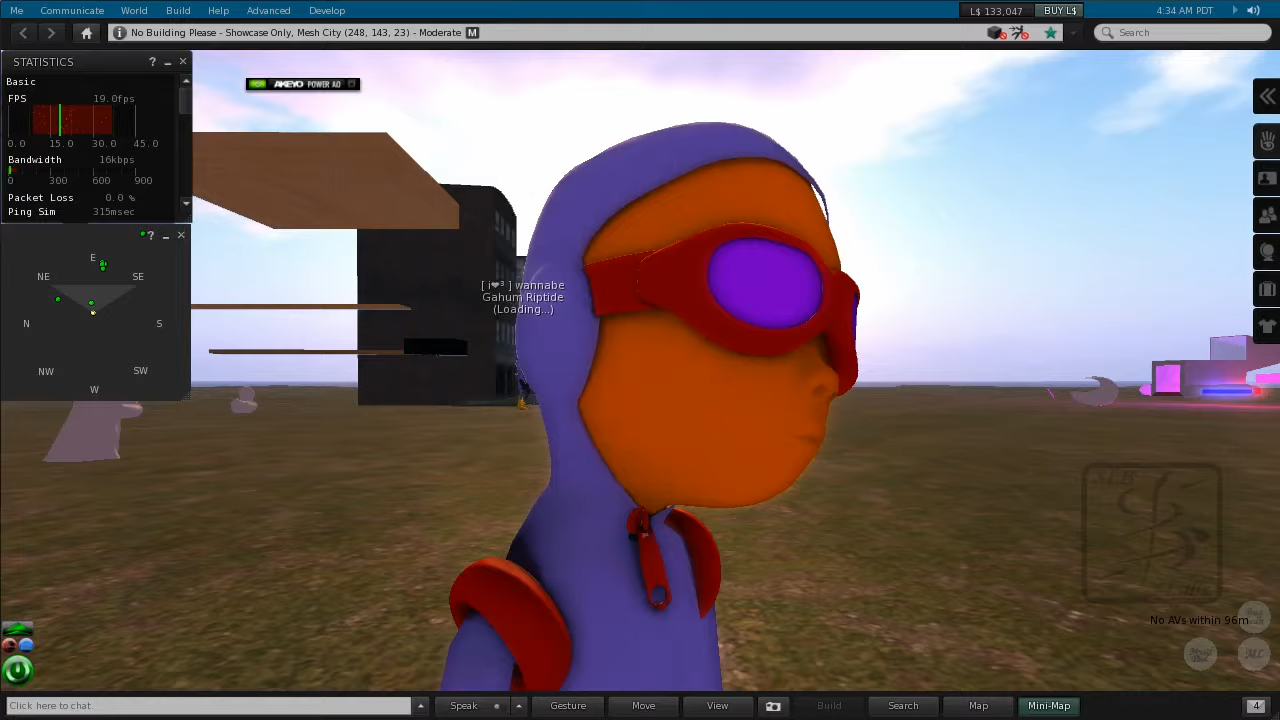 Me Communicate World Build Help Advanced Develop
L$ 133,047 BUY L$
4:34 AM PDT
No Building Please - Showcase Only, Mesh City (248, 143, 23) - Moderate M
Search
STATISTICS ? _ ×
Basic
FPS 19.0fps
0.0 15.0 30.0 45.0
Bandwidth 16kbps
0 300 600 900
Packet Loss 0.0 %
Ping Sim 315msec
AKEYO POWER AO
? _ ×
E
NE SE
N S
NW SW
W
[ i❤³ ] wannabe
Gahum Riptide
(Loading...)
No AVs within 96m
Click here to chat
Speak Gesture Move View Build Search Map Mini-Map 4